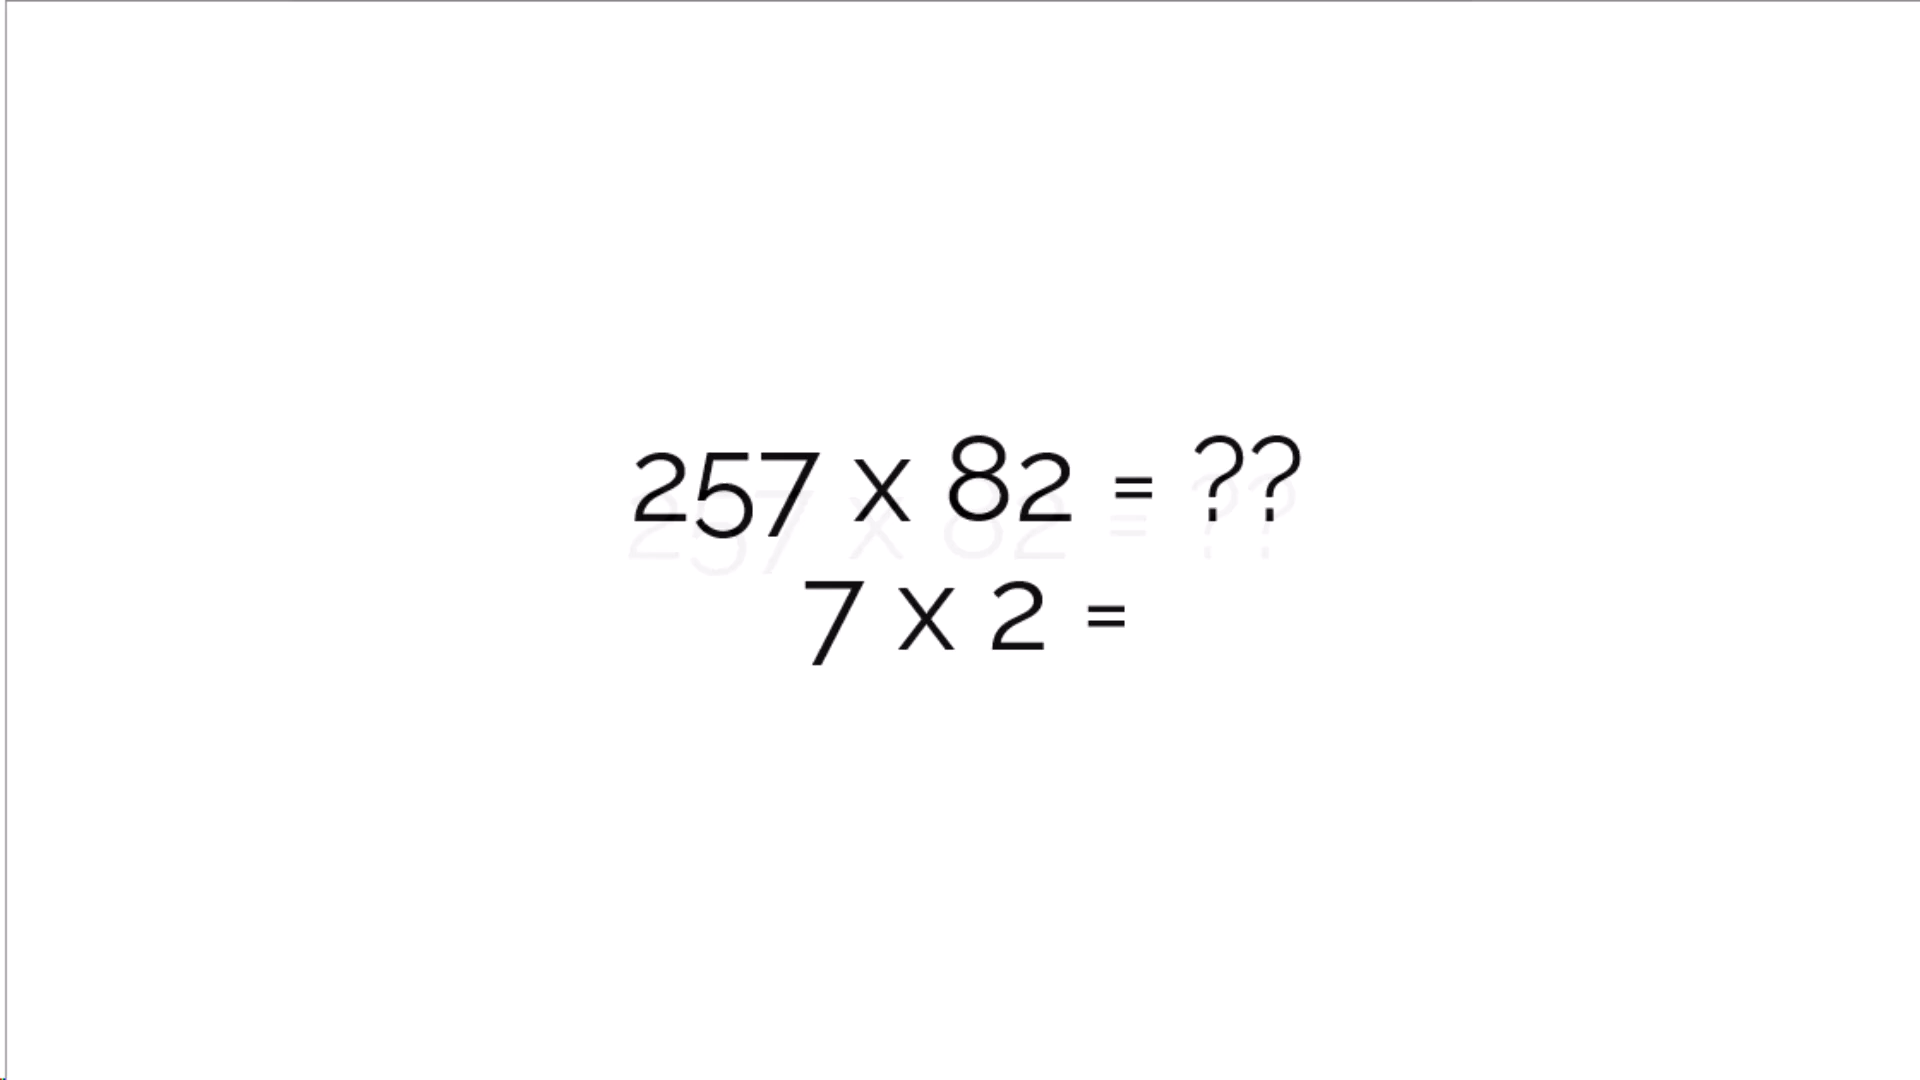 257 x 82 = ??
7 x 2 =